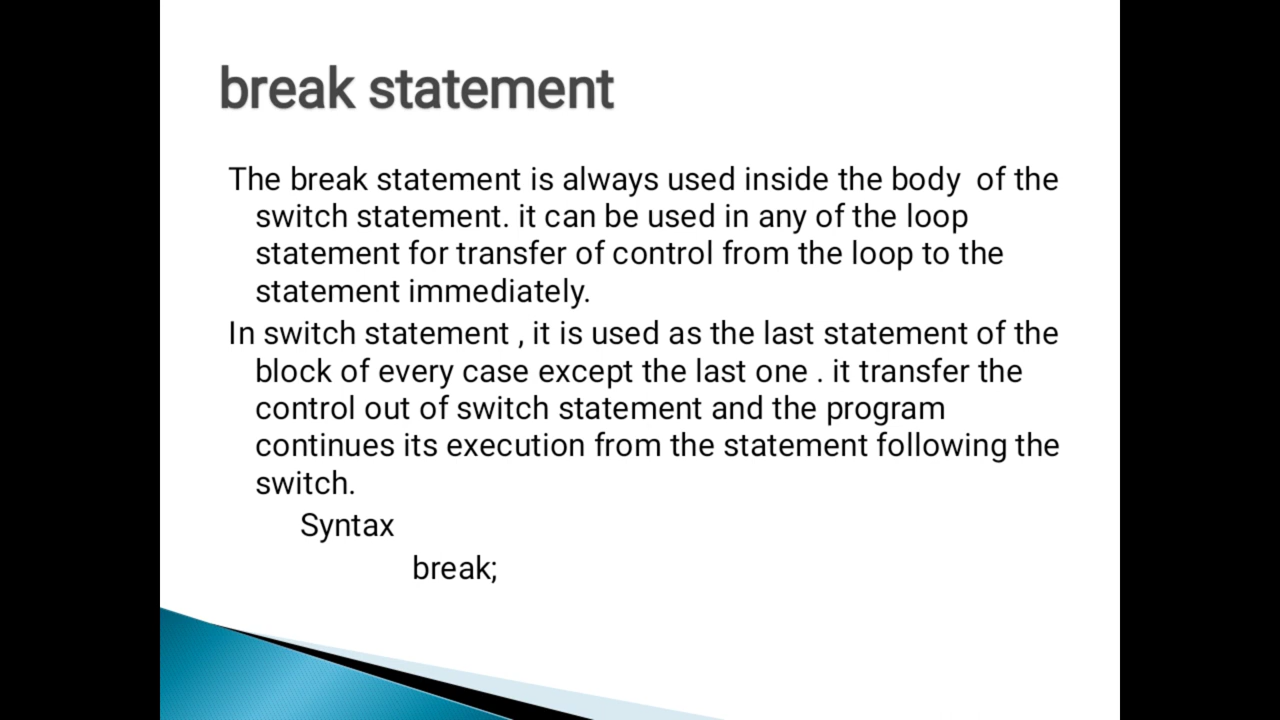 break statement
The break statement is always used inside the body  of the
switch statement. it can be used in any of the loop
statement for transfer of control from the loop to the
statement immediately.
In switch statement , it is used as the last statement of the
block of every case except the last one . it transfer the
control out of switch statement and the program
continues its execution from the statement following the
switch.
Syntax
break;